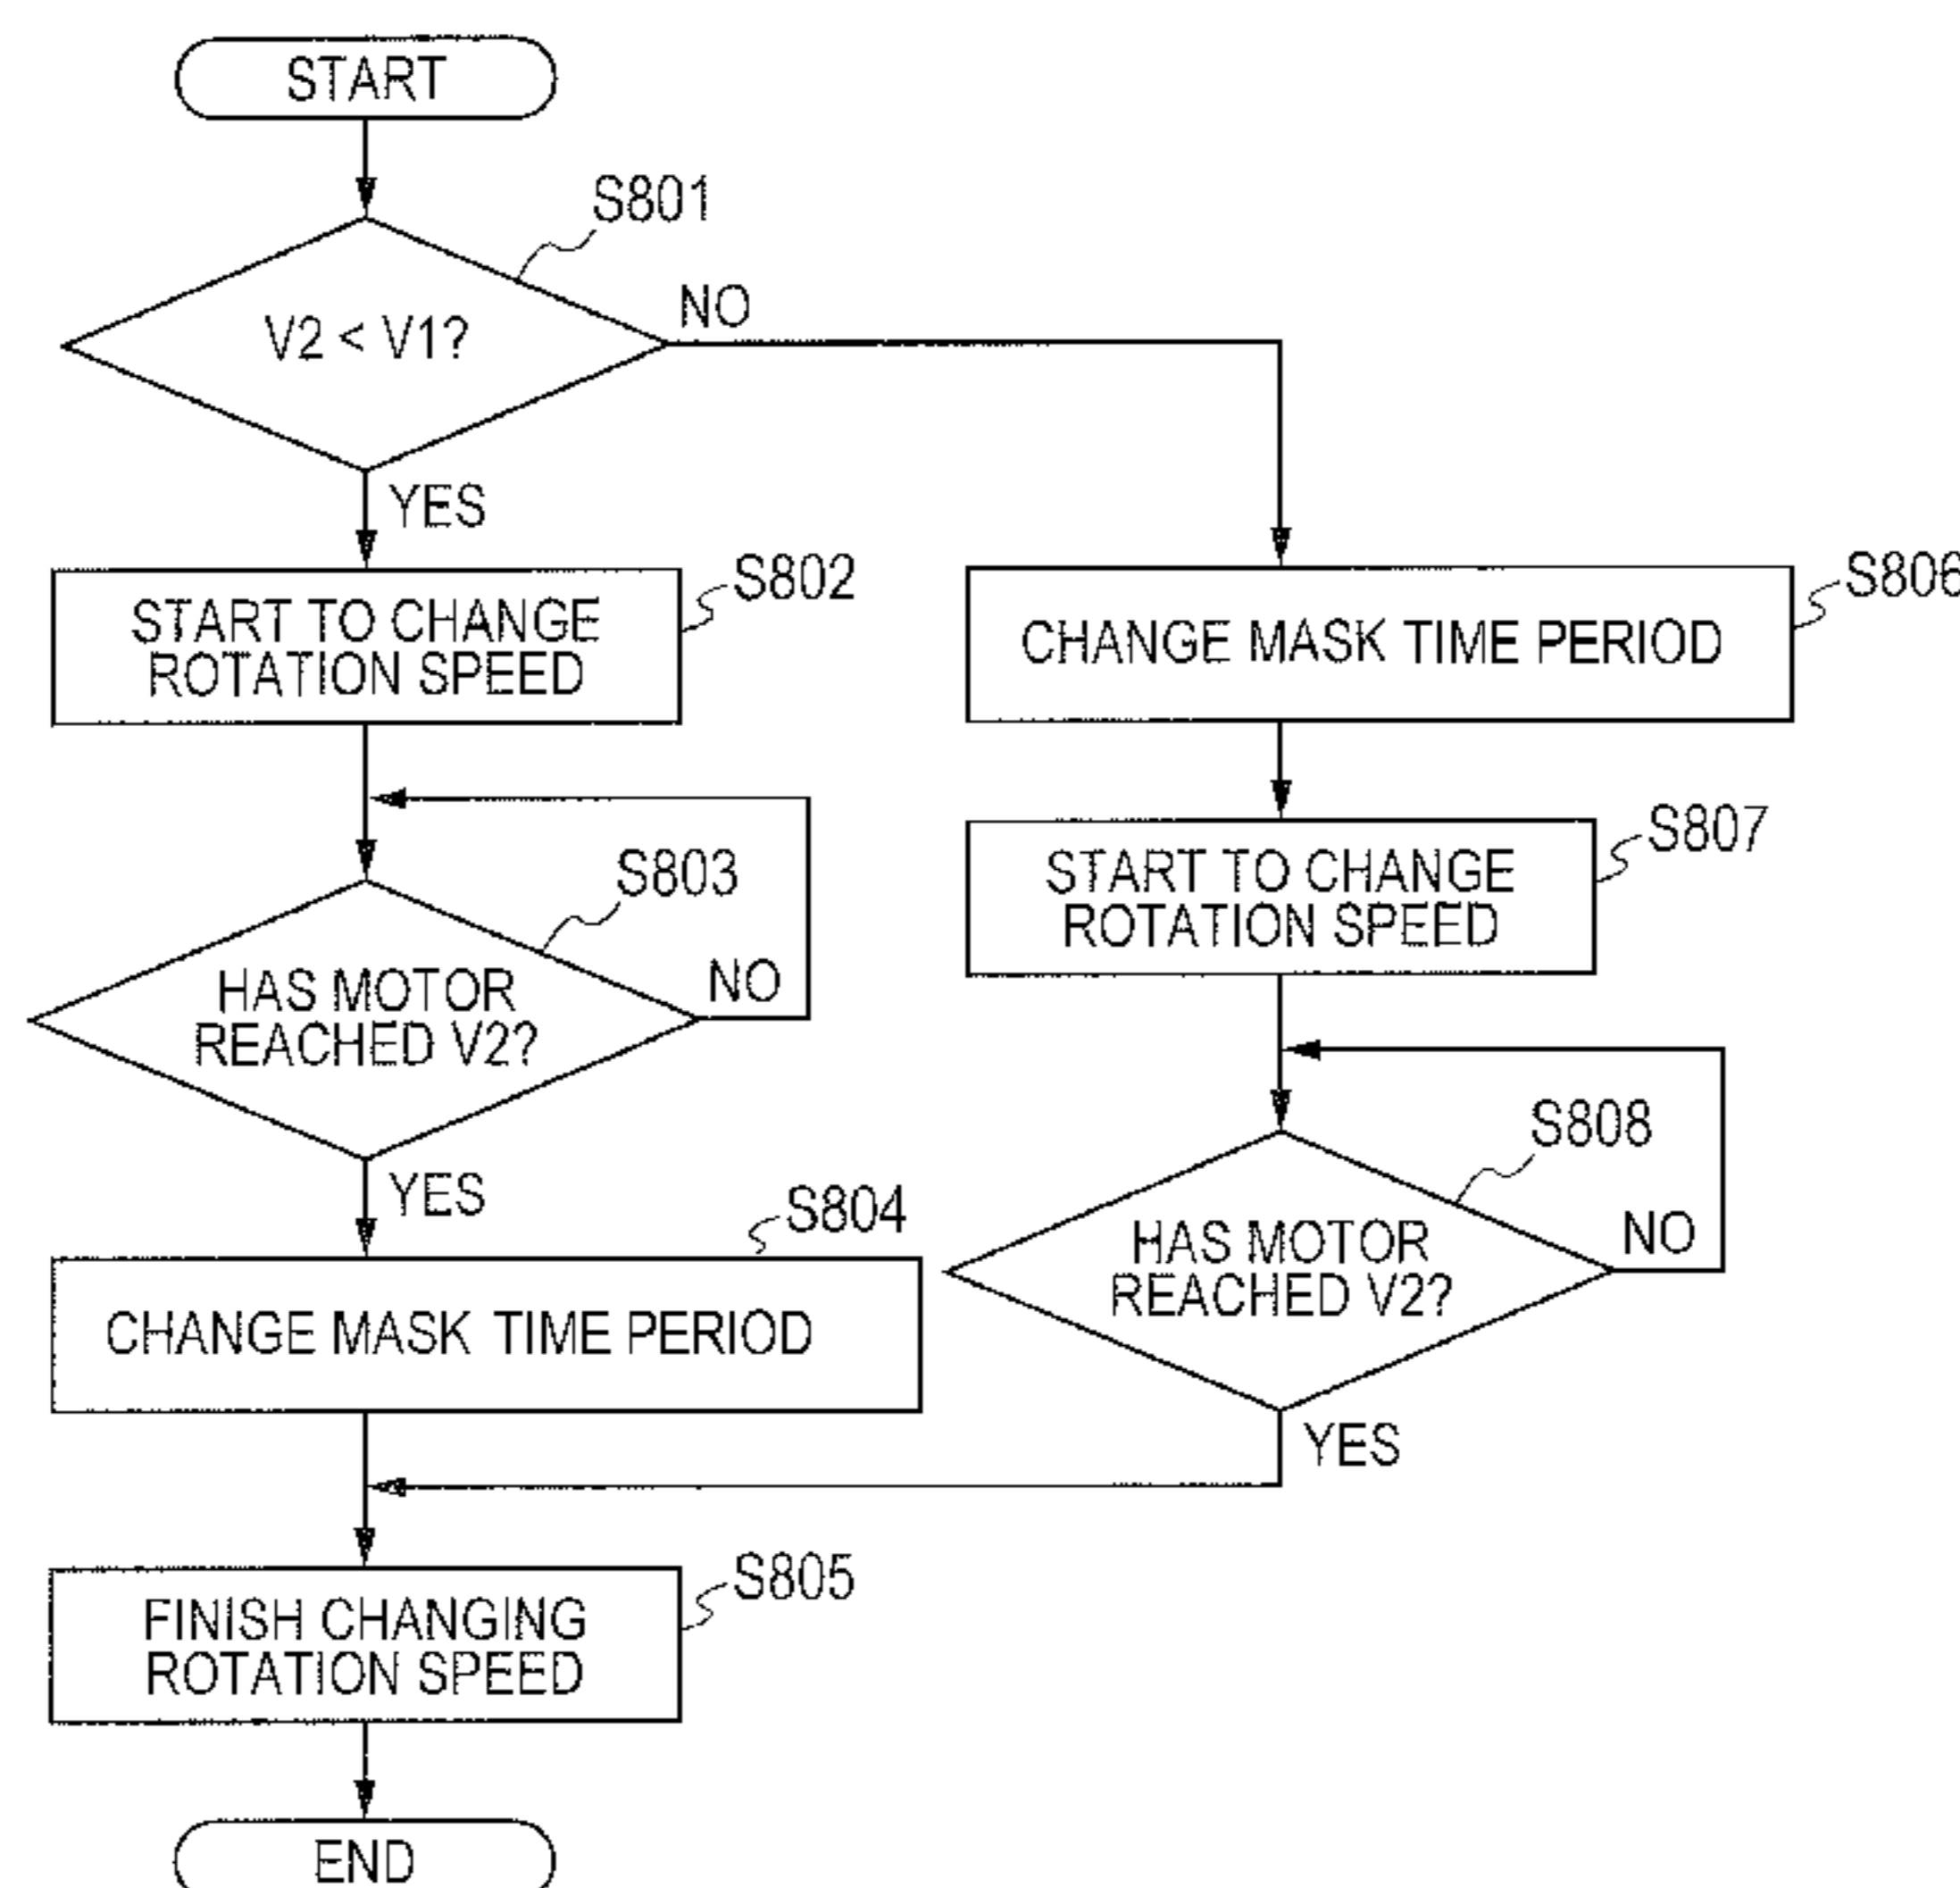 START
S801
V2 < V1?
NO
YES
S802
START TO CHANGE
ROTATION SPEED
S806
CHANGE MASK TIME PERIOD
S803
HAS MOTOR
REACHED V2?
NO
S807
START TO CHANGE
ROTATION SPEED
YES
S804
CHANGE MASK TIME PERIOD
S808
HAS MOTOR
REACHED V2?
NO
YES
S805
FINISH CHANGING
ROTATION SPEED
END